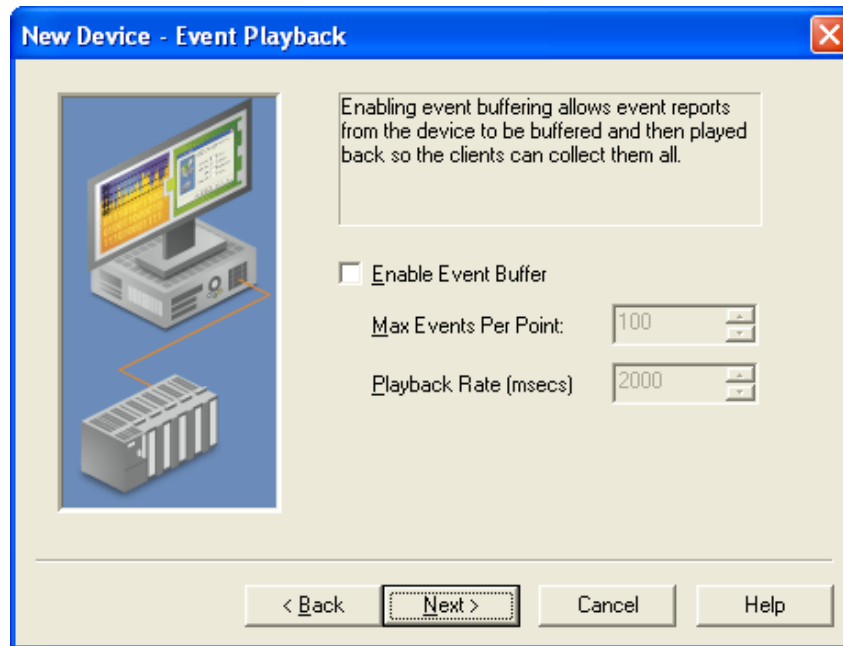 New Device - Event Playback
Enabling event buffering allows event reports
from the device to be buffered and then played
back so the clients can collect them all.
Enable Event Buffer
Max Events Per Point:
100
Playback Rate (msecs)
2000
< Back
Next >
Cancel
Help